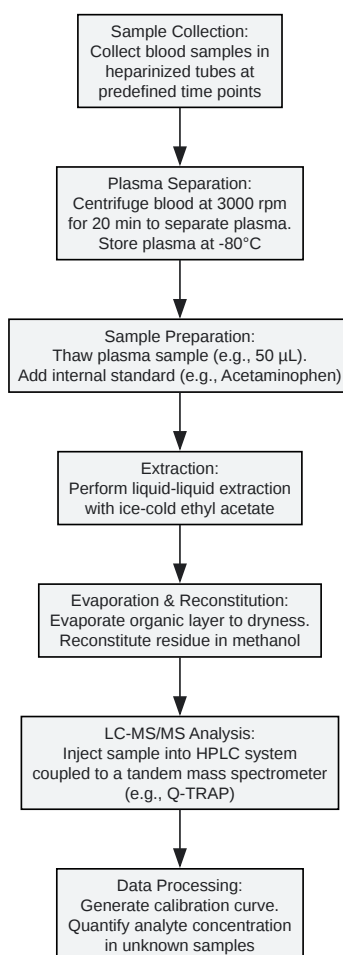 Sample Collection:
Collect blood samples in
heparinized tubes at
predefined time points
Plasma Separation:
Centrifuge blood at 3000 rpm
for 20 min to separate plasma.
Store plasma at -80°C
Sample Preparation:
Thaw plasma sample (e.g., 50 µL).
Add internal standard (e.g., Acetaminophen)
Extraction:
Perform liquid-liquid extraction
with ice-cold ethyl acetate
Evaporation & Reconstitution:
Evaporate organic layer to dryness.
Reconstitute residue in methanol
LC-MS/MS Analysis:
Inject sample into HPLC system
coupled to a tandem mass spectrometer
(e.g., Q-TRAP)
Data Processing:
Generate calibration curve.
Quantify analyte concentration
in unknown samples